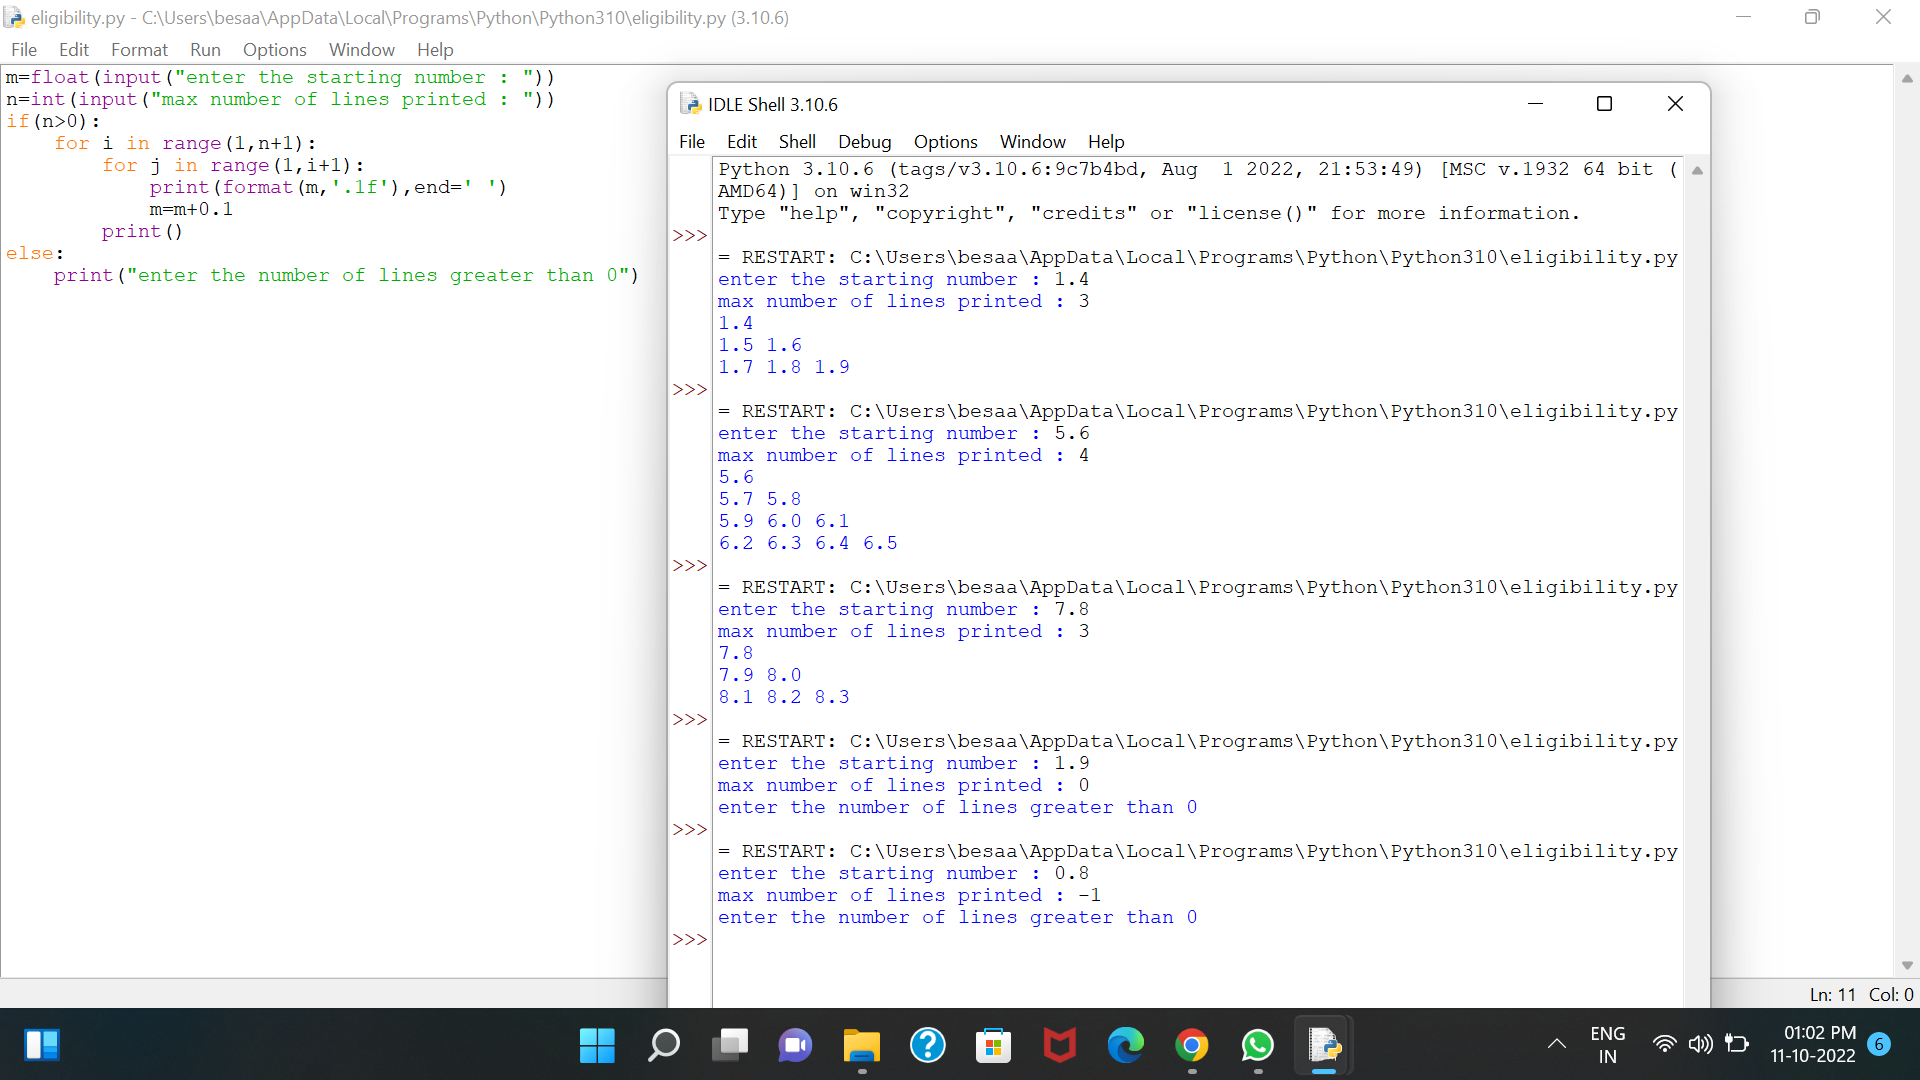 eligibility.py - C:\Users\besaa\AppData\Local\Programs\Python\Python310\eligibility.py (3.10.6)
File Edit Format Run Options Window Help
m=float(input("enter the starting number : "))
n=int(input("max number of lines printed : "))
if(n>0):
    for i in range(1,n+1):
        for j in range(1,i+1):
            print(format(m,'.1f'),end=' ')
            m=m+0.1
        print()
else:
    print("enter the number of lines greater than 0")
IDLE Shell 3.10.6
File Edit Shell Debug Options Window Help
Python 3.10.6 (tags/v3.10.6:9c7b4bd, Aug  1 2022, 21:53:49) [MSC v.1932 64 bit (
AMD64)] on win32
Type "help", "copyright", "credits" or "license()" for more information.
>>>
= RESTART: C:\Users\besaa\AppData\Local\Programs\Python\Python310\eligibility.py
enter the starting number : 1.4
max number of lines printed : 3
1.4
1.5 1.6
1.7 1.8 1.9
>>>
= RESTART: C:\Users\besaa\AppData\Local\Programs\Python\Python310\eligibility.py
enter the starting number : 5.6
max number of lines printed : 4
5.6
5.7 5.8
5.9 6.0 6.1
6.2 6.3 6.4 6.5
>>>
= RESTART: C:\Users\besaa\AppData\Local\Programs\Python\Python310\eligibility.py
enter the starting number : 7.8
max number of lines printed : 3
7.8
7.9 8.0
8.1 8.2 8.3
>>>
= RESTART: C:\Users\besaa\AppData\Local\Programs\Python\Python310\eligibility.py
enter the starting number : 1.9
max number of lines printed : 0
enter the number of lines greater than 0
>>>
= RESTART: C:\Users\besaa\AppData\Local\Programs\Python\Python310\eligibility.py
enter the starting number : 0.8
max number of lines printed : -1
enter the number of lines greater than 0
>>>
Ln: 11 Col: 0
ENG
IN
01:02 PM
11-10-2022
6